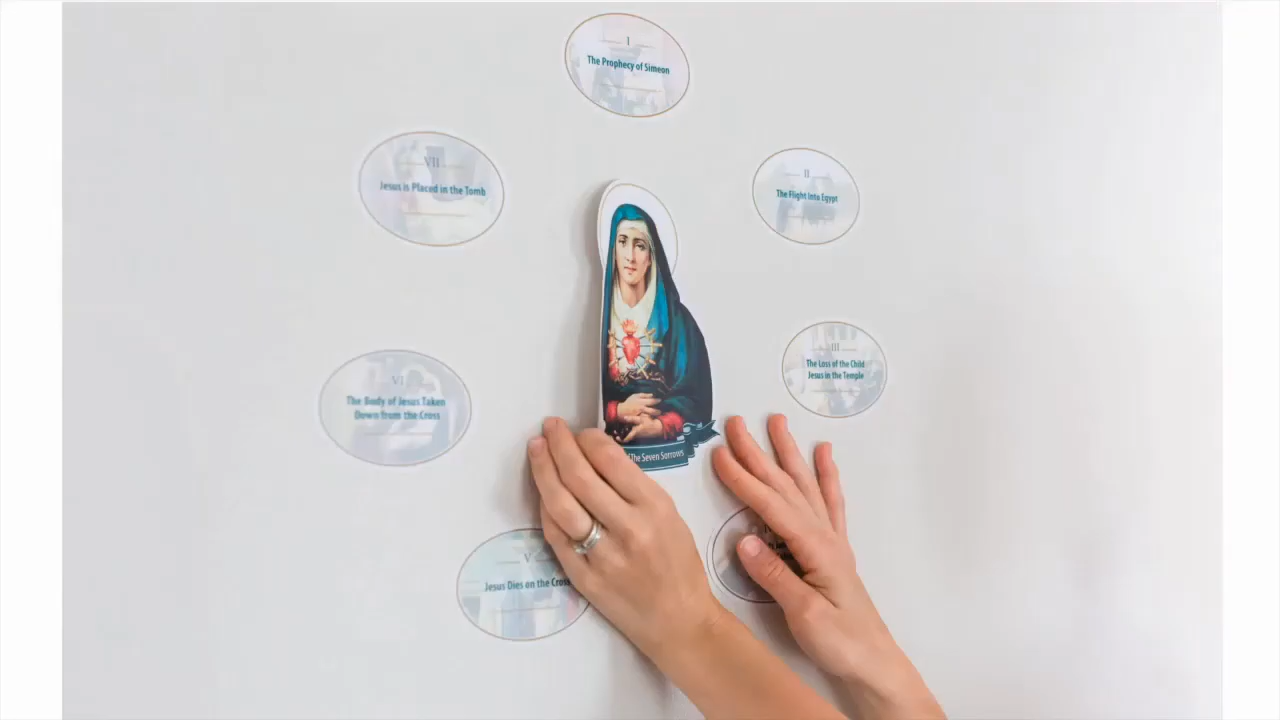 I
The Prophecy of Simeon
II
The Flight Into Egypt
III
The Loss of the Child
Jesus in the Temple
V
Jesus Dies on the Cross
VI
The Body of Jesus Taken
Down from the Cross
VII
Jesus is Placed in the Tomb
The Seven Sorrows